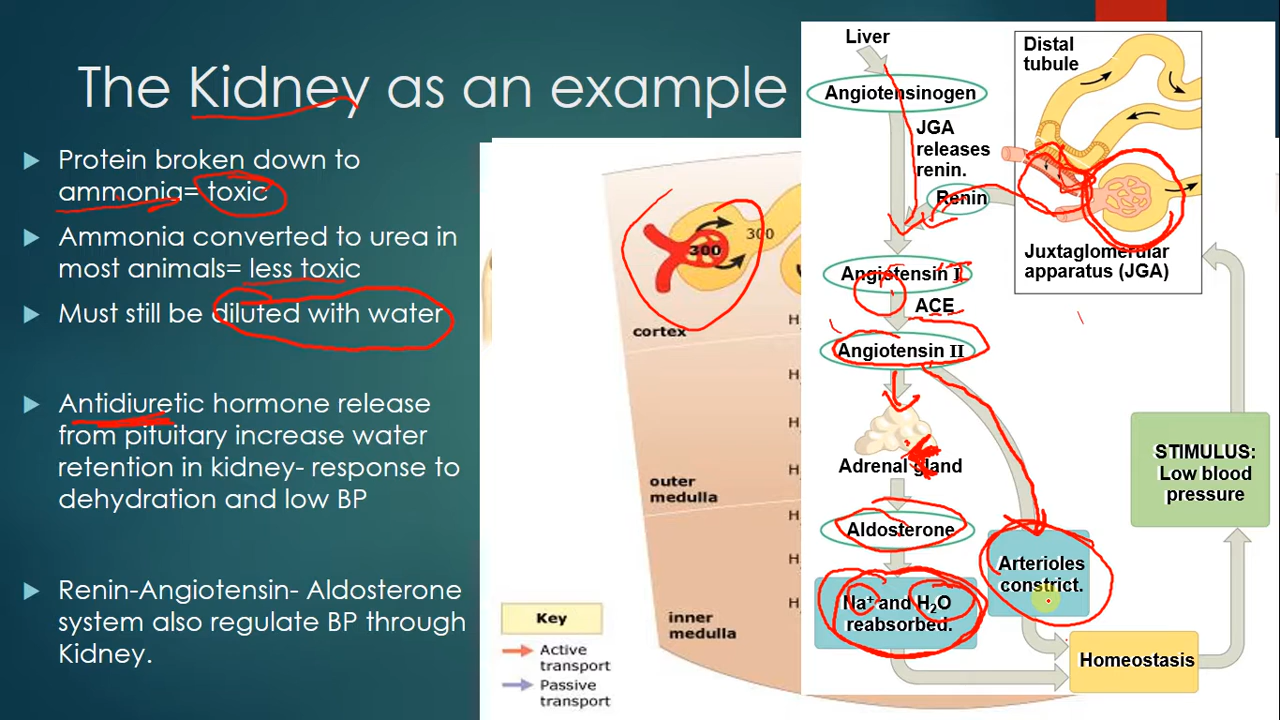 The Kidney as an example
Protein broken down to
ammonia= toxic
Ammonia converted to urea in
most animals= less toxic
Must still be diluted with water
Antidiuretic hormone release
from pituitary increase water
retention in kidney- response to
dehydration and low BP
Renin-Angiotensin- Aldosterone
system also regulate BP through
Kidney.
300
300
cortex
H
outer
medulla
H
H
H
H
inner
medulla
H
Key
Active
transport
Passive
transport
Liver
Angiotensinogen
JGA
releases
renin.
Renin
Angiotensin I
ACE
Angiotensin II
Adrenal gland
Aldosterone
Na⁺ and H₂O
reabsorbed.
Arterioles
constrict.
Homeostasis
STIMULUS:
Low blood
pressure
Distal
tubule
Juxtaglomerular
apparatus (JGA)